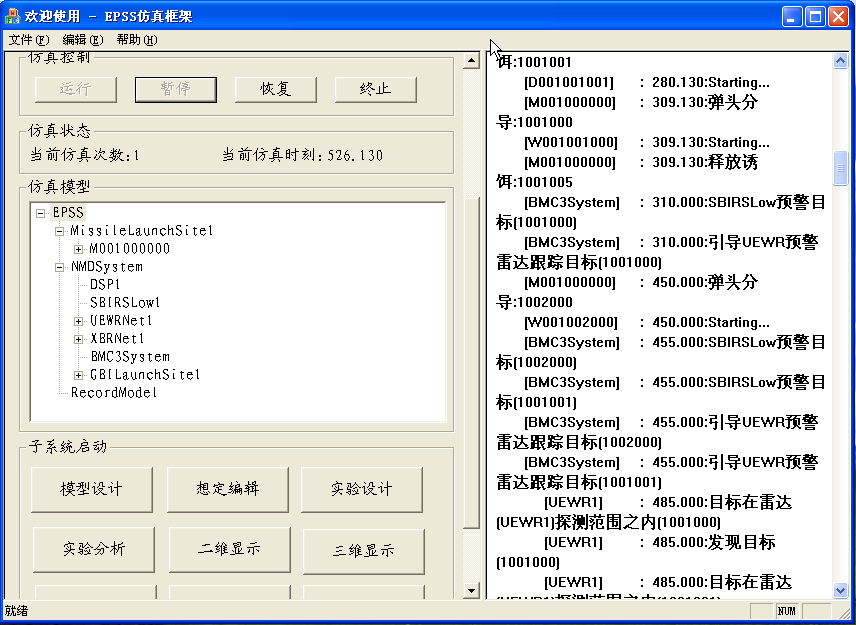 欢迎使用 - EPSS仿真框架
文件(F) 编辑(E) 帮助(H)
仿真控制
运行 暂停 恢复 终止
仿真状态
当前仿真次数:1 当前仿真时刻:526.130
仿真模型
EPSS
MissileLaunchSite1
M001000000
NMDSystem
DSP1
SBIRSLow1
UEWRNet1
XBRNet1
BMC3System
GBILaunchSite1
RecordModel
子系统启动
模型设计 想定编辑 实验设计
实验分析 二维显示 三维显示
饵:1001001
[D001001001] : 280.130:Starting...
[M001000000] : 309.130:弹头分
导:1001000
[W001001000] : 309.130:Starting...
[M001000000] : 309.130:释放诱
饵:1001005
[BMC3System] : 310.000:SBIRSLow预警目
标(1001000)
[BMC3System] : 310.000:引导UEWR预警
雷达跟踪目标(1001000)
[M001000000] : 450.000:弹头分
导:1002000
[W001002000] : 450.000:Starting...
[BMC3System] : 455.000:SBIRSLow预警目
标(1002000)
[BMC3System] : 455.000:SBIRSLow预警目
标(1001001)
[BMC3System] : 455.000:引导UEWR预警
雷达跟踪目标(1002000)
[BMC3System] : 455.000:引导UEWR预警
雷达跟踪目标(1001001)
[UEWR1] : 485.000:目标在雷达
(UEWR1)探测范围之内(1001000)
[UEWR1] : 485.000:发现目标
(1001000)
[UEWR1] : 485.000:目标在雷达
(UEWR1)探测范围之内(1001001)
就绪 NUM